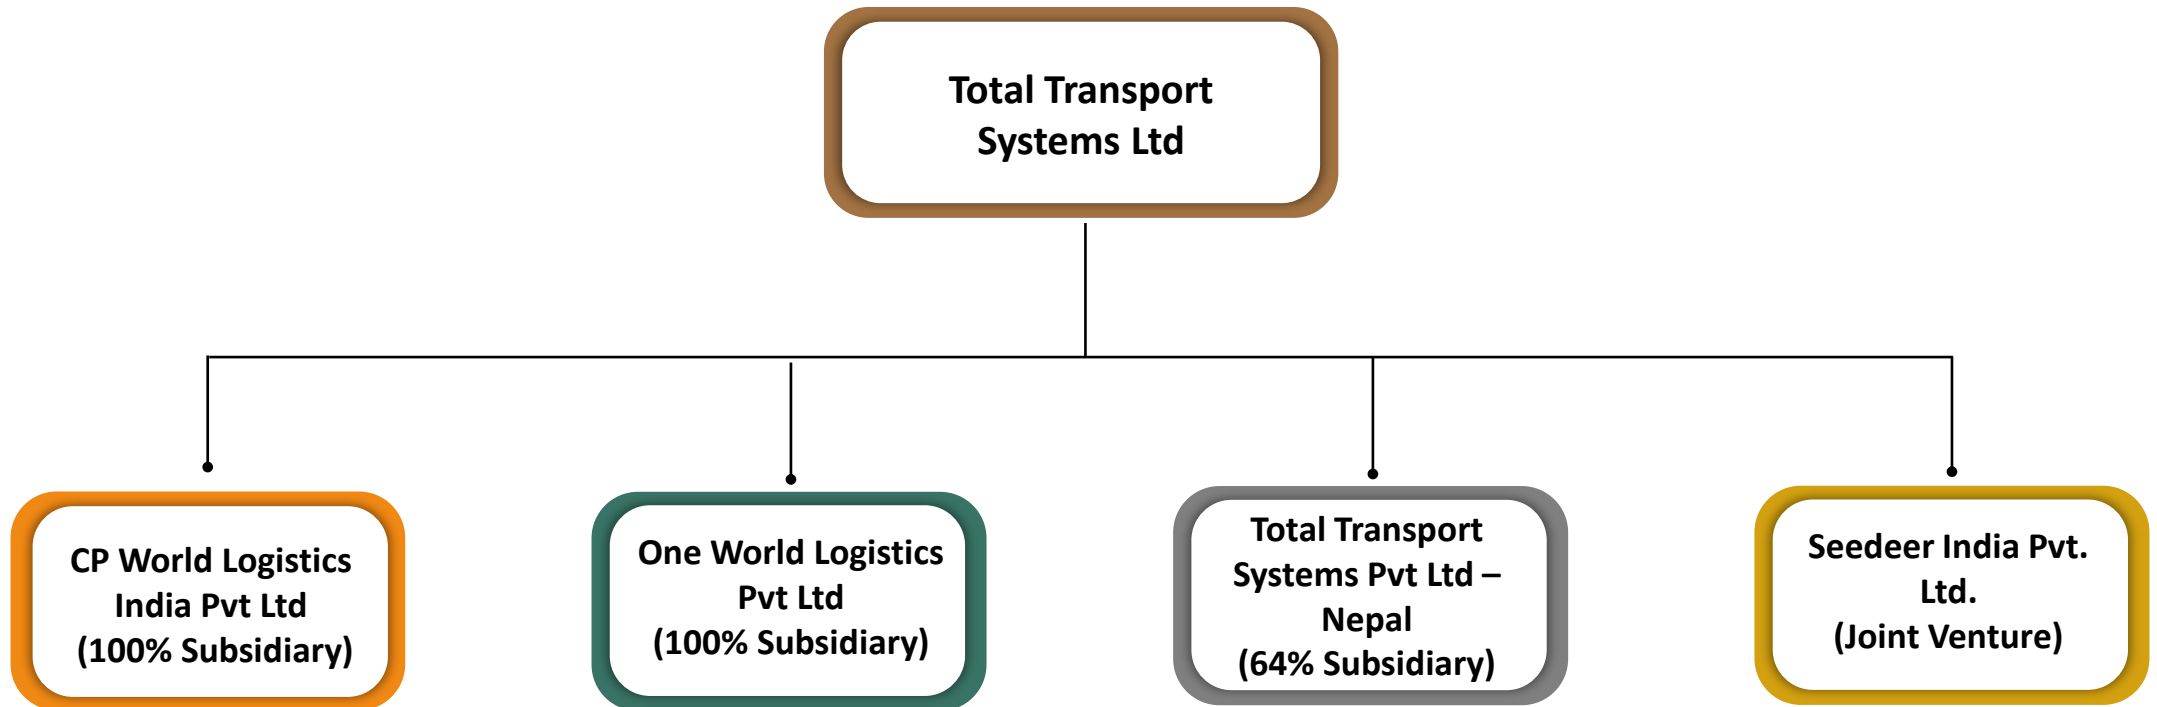 Total Transport
Systems Ltd
CP World Logistics
India Pvt Ltd
(100% Subsidiary)
One World Logistics
Pvt Ltd
(100% Subsidiary)
Total Transport
Systems Pvt Ltd –
Nepal
(64% Subsidiary)
Seedeer India Pvt.
Ltd.
(Joint Venture)